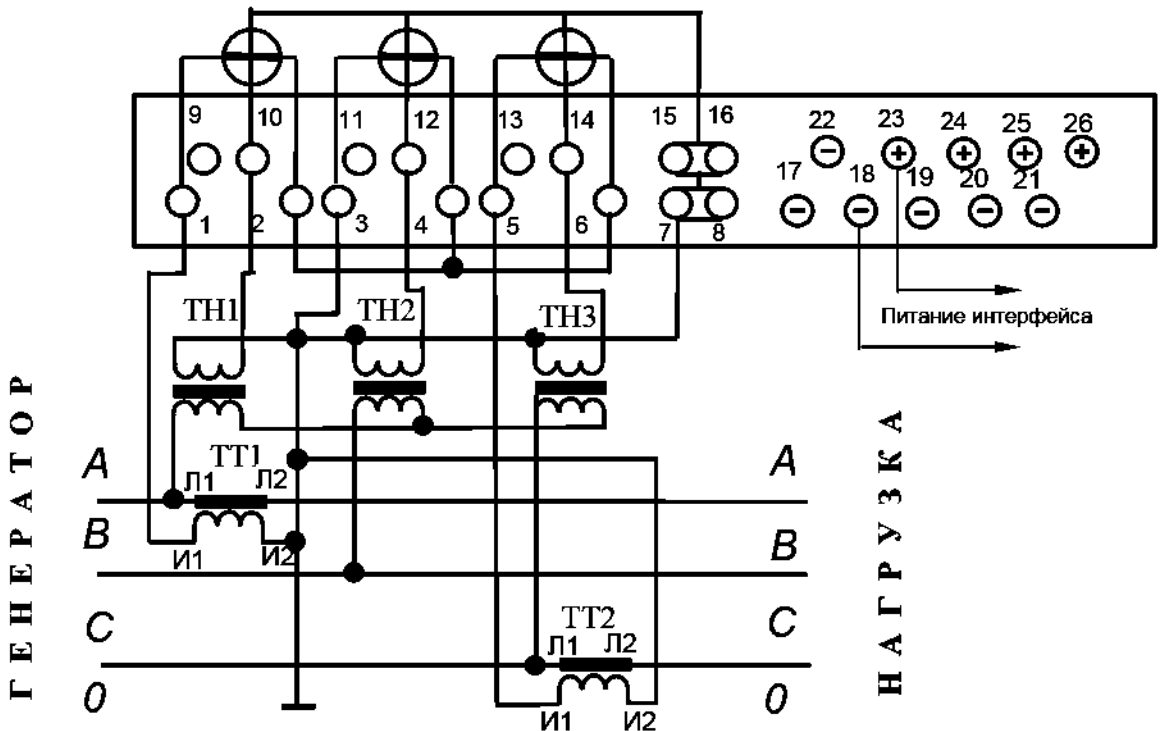 9 10 11 12 13 14 15 16 22 23 24 25 26
17 18 19 20 21
1 2 3 4 5 6 7 8
ТН1 ТН2 ТН3
Питание интерфейса
ГЕНЕРАТОР
НАГРУЗКА
A ТТ1 A
Л1 Л2
B B
И1 И2
C ТТ2 C
Л1 Л2
0 0
И1 И2